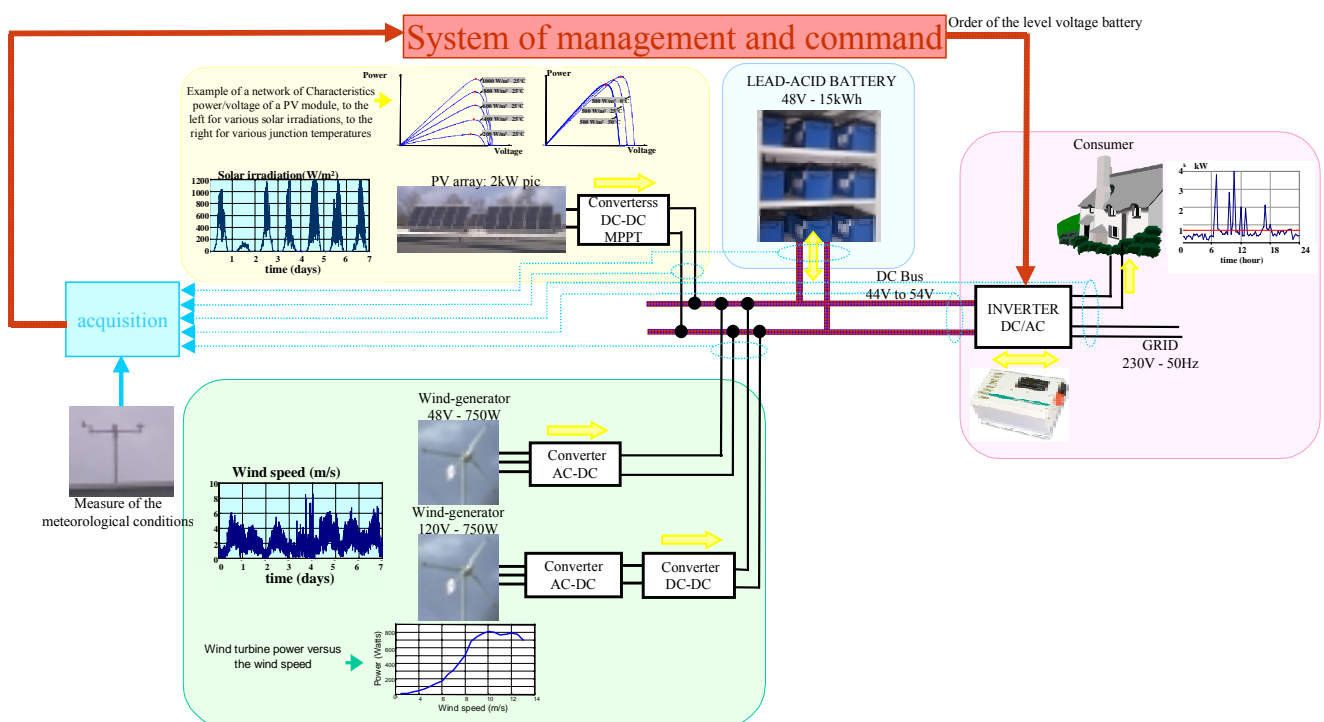 System of management and command
Order of the level voltage battery
Example of a network of Characteristics
power/voltage of a PV module, to the
left for various solar irradiations, to the
right for various junction temperatures
Power
1000 W/m² 25°C
800 W/m² 25°C
600 W/m² 25°C
400 W/m² 25°C
200 W/m² 25°C
Voltage
Power
500 W/m² 0°C
500 W/m² 25°C
500 W/m² 50°C
Voltage
LEAD-ACID BATTERY
48V - 15kWh
Solar irradiation(W/m²)
1200
1000
800
600
400
200
0
1 2 3 4 5 6 7
time (days)
PV array: 2kW pic
Converterss
DC-DC
MPPT
Consumer
kW
4
3
2
1
0 6 12 18 24
time (hour)
DC Bus
44V to 54V
INVERTER
DC/AC
GRID
230V - 50Hz
acquisition
Measure of the
meteorological conditions
Wind speed (m/s)
10
8
6
4
2
0
0 1 2 3 4 5 6 7
time (days)
Wind-generator
48V - 750W
Converter
AC-DC
Wind-generator
120V - 750W
Converter
AC-DC
Converter
DC-DC
Wind turbine power versus
the wind speed
Power (Watts)
800
600
400
200
0
4 6 8 10 12 14
Wind speed (m/s)